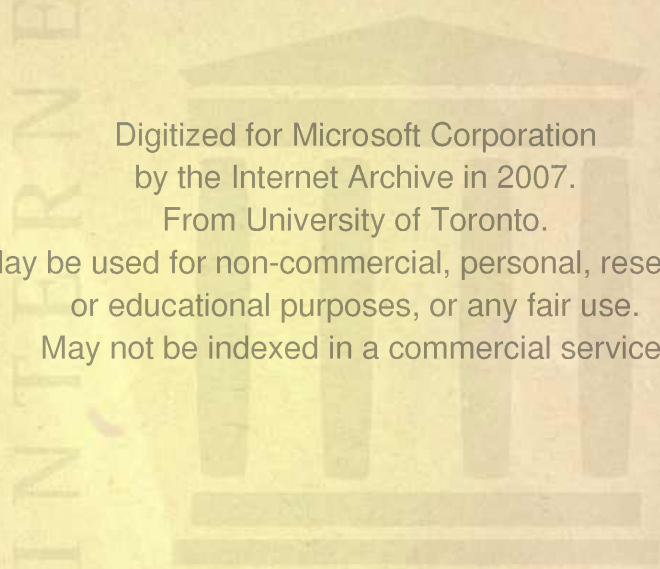 Digitized for Microsoft Corporation
by the Internet Archive in 2007.
From University of Toronto.
be used for non-commercial, personal,
or educational purposes, or any fair use.
May not be indexed in a commercial service
INTERNE